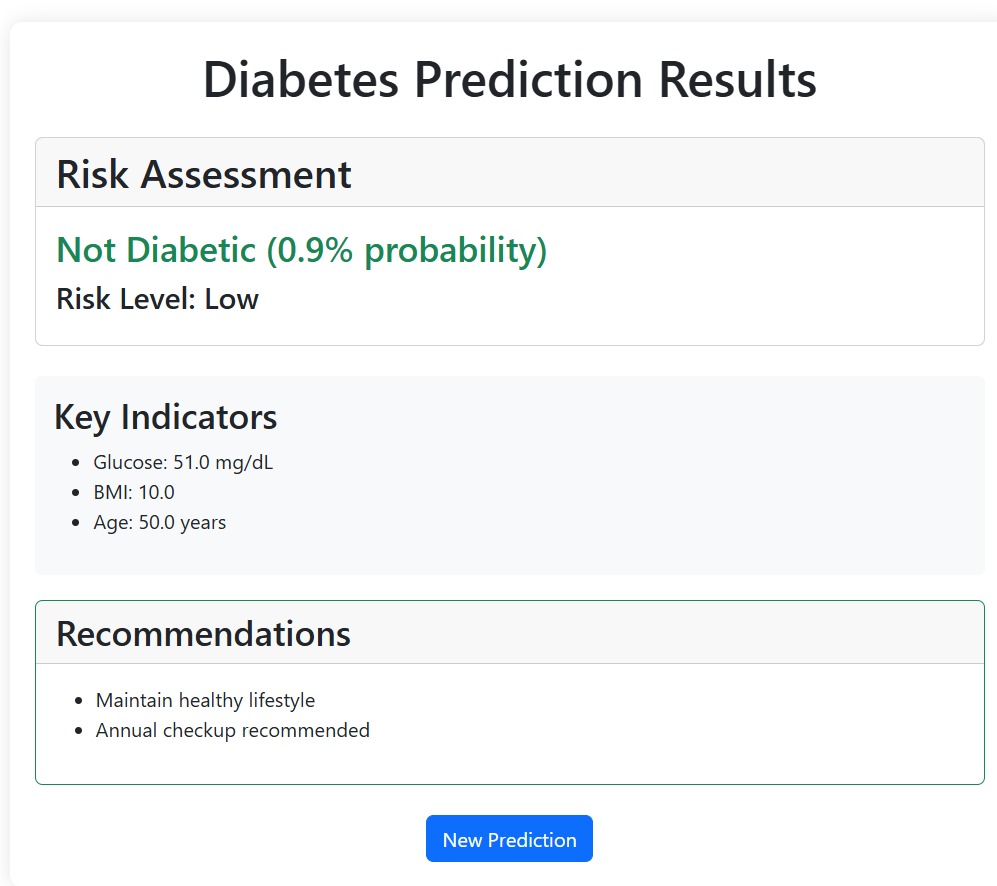 Diabetes Prediction Results
Risk Assessment
Not Diabetic (0.9% probability)
Risk Level: Low
Key Indicators
Glucose: 51.0 mg/dL
BMI: 10.0
Age: 50.0 years
Recommendations
Maintain healthy lifestyle
Annual checkup recommended
New Prediction